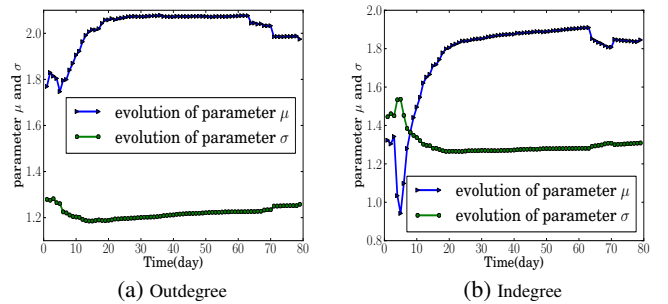 parameter μ and σ
2.0
1.8
1.6
1.4
1.2
evolution of parameter μ
evolution of parameter σ
0 10 20 30 40 50 60 70 80
Time(day)
(a) Outdegree
2.0
1.8
1.6
1.4
1.2
1.0
0.8
parameter μ and σ
evolution of parameter μ
evolution of parameter σ
0 10 20 30 40 50 60 70 80
Time(day)
(b) Indegree